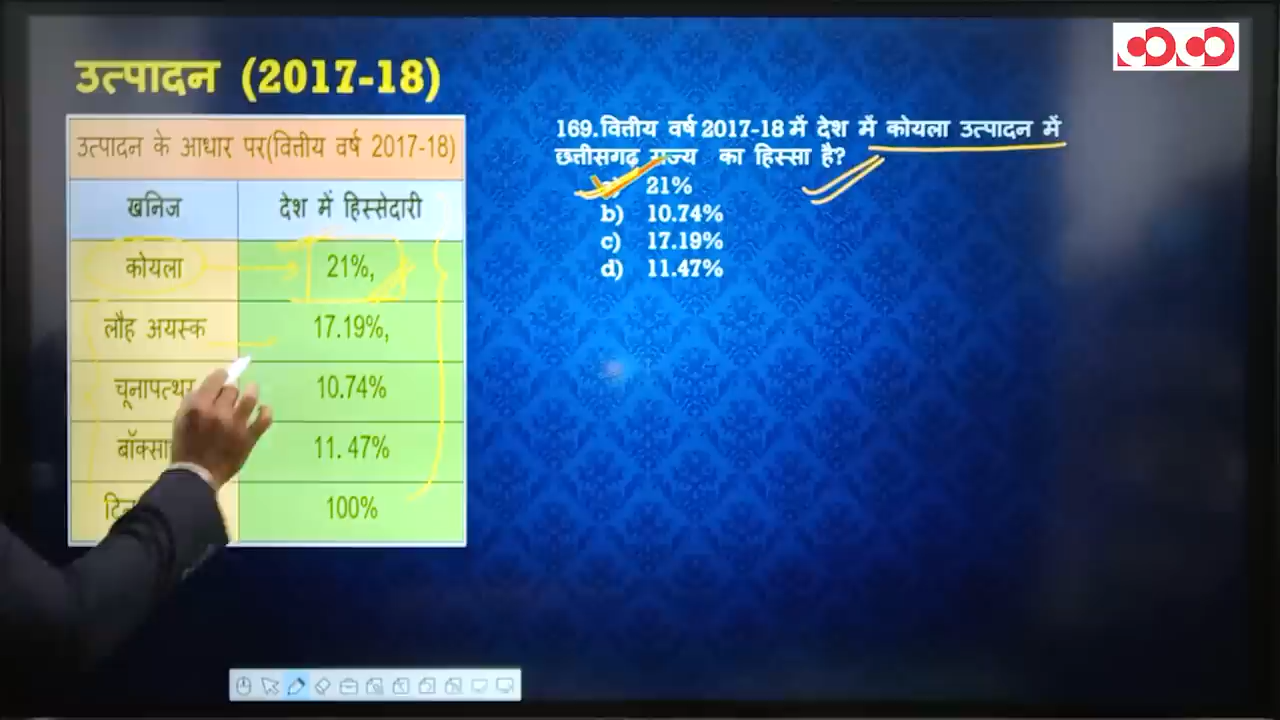 उत्पादन (2017-18)
उत्पादन के आधार पर(वित्तीय वर्ष 2017-18)
खनिज देश में हिस्सेदारी
कोयला 21%,
लौह अयस्क 17.19%,
10.74%
11. 47%
100%
169.वित्तीय वर्ष 2017-18 में देश में कोयला उत्पादन में
छत्तीसगढ़ राज्य का हिस्सा है?
21%
b) 10.74%
c) 17.19%
d) 11.47%